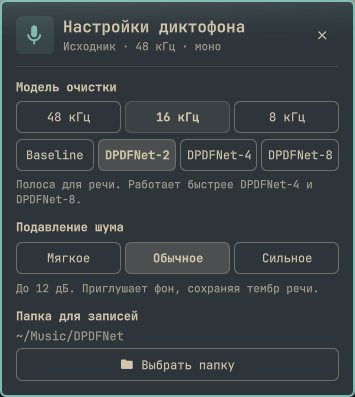 Настройки диктофона
Исходник · 48 кГц · моно
Модель очистки
48 кГц 16 кГц 8 кГц
Baseline DPDFNet-2 DPDFNet-4 DPDFNet-8
Полоса для речи. Работает быстрее DPDFNet-4 и
DPDFNet-8.
Подавление шума
Мягкое Обычное Сильное
До 12 дБ. Приглушает фон, сохраняя тембр речи.
Папка для записей
~/Music/DPDFNet
Выбрать папку